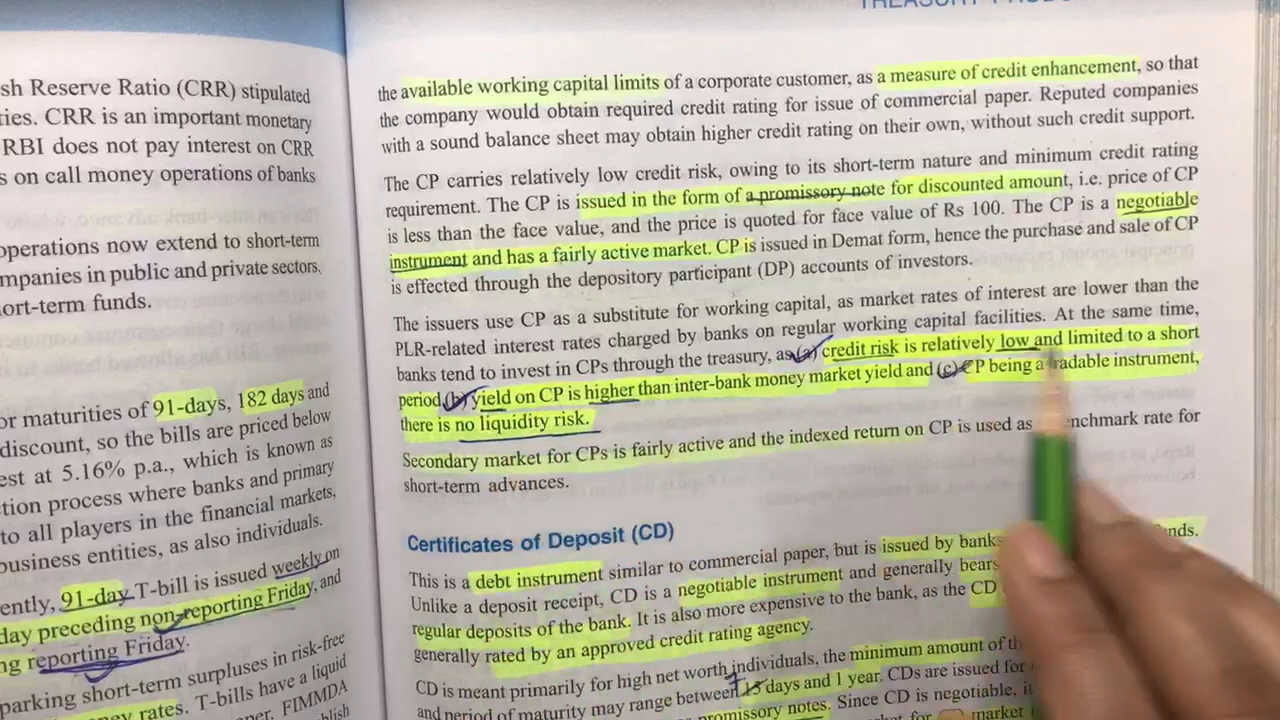 sh Reserve Ratio (CRR) stipulated
ties. CRR is an important monetary
RBI does not pay interest on CRR
s on call money operations of banks
operations now extend to short-term
mpanies in public and private sectors,
ort-term funds.
or maturities of 91-days, 182 days and
discount, so the bills are priced below
est at 5.16% p.a., which is known as
ction process where banks and primary
to all players in the financial markets,
business entities, as also individuals.
ently, 91-day T-bill is issued weekly on
day preceding non-reporting Friday, and
ng reporting Friday.
parking short-term surpluses in risk-free
ey rates. T-bills have a liquid
per, FIMMDA
blish
the available working capital limits of a corporate customer, as a measure of credit enhancement, so that
the company would obtain required credit rating for issue of commercial paper. Reputed companies
with a sound balance sheet may obtain higher credit rating on their own, without such credit support.
The CP carries relatively low credit risk, owing to its short-term nature and minimum credit rating
requirement. The CP is issued in the form of a promissory note for discounted amount, i.e. price of CP
is less than the face value, and the price is quoted for face value of Rs 100. The CP is a negotiable
instrument and has a fairly active market. CP is issued in Demat form, hence the purchase and sale of CP
is effected through the depository participant (DP) accounts of investors.
The issuers use CP as a substitute for working capital, as market rates of interest are lower than the
PLR-related interest rates charged by banks on regular working capital facilities. At the same time,
banks tend to invest in CPs through the treasury, as (a) credit risk is relatively low and limited to a short
period (b) yield on CP is higher than inter-bank money market yield and (c) CP being a tradable instrument,
there is no liquidity risk.
Secondary market for CPs is fairly active and the indexed return on CP is used as enchmark rate for
short-term advances.
Certificates of Deposit (CD)
This is a debt instrument similar to commercial paper, but is issued by banks nds.
Unlike a deposit receipt, CD is a negotiable instrument and generally bears
regular deposits of the bank. It is also more expensive to the bank, as the CD
generally rated by an approved credit rating agency.
CD is meant primarily for high net worth individuals, the minimum amount of
and period of maturity may range between 7 15 days and 1 year. CDs are issued for
promissory notes. Since CD is negotiable, it
market